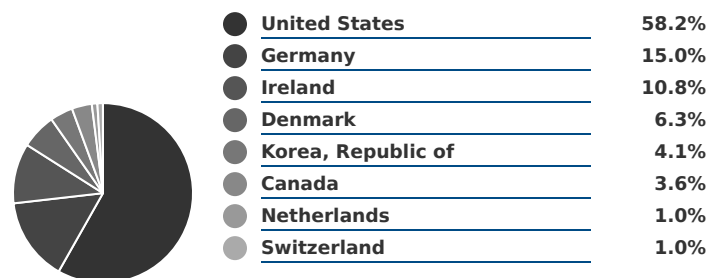 United States 58.2%
Germany 15.0%
Ireland 10.8%
Denmark 6.3%
Korea, Republic of 4.1%
Canada 3.6%
Netherlands 1.0%
Switzerland 1.0%